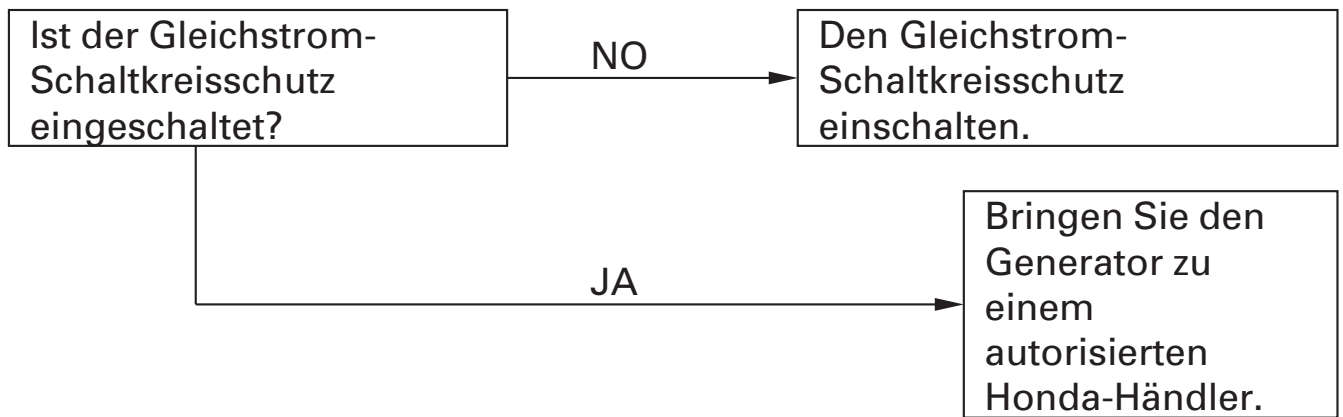 Ist der Gleichstrom-
Schaltkreisschutz
eingeschaltet?
NO
Den Gleichstrom-
Schaltkreisschutz
einschalten.
JA
Bringen Sie den
Generator zu
einem
autorisierten
Honda-Händler.